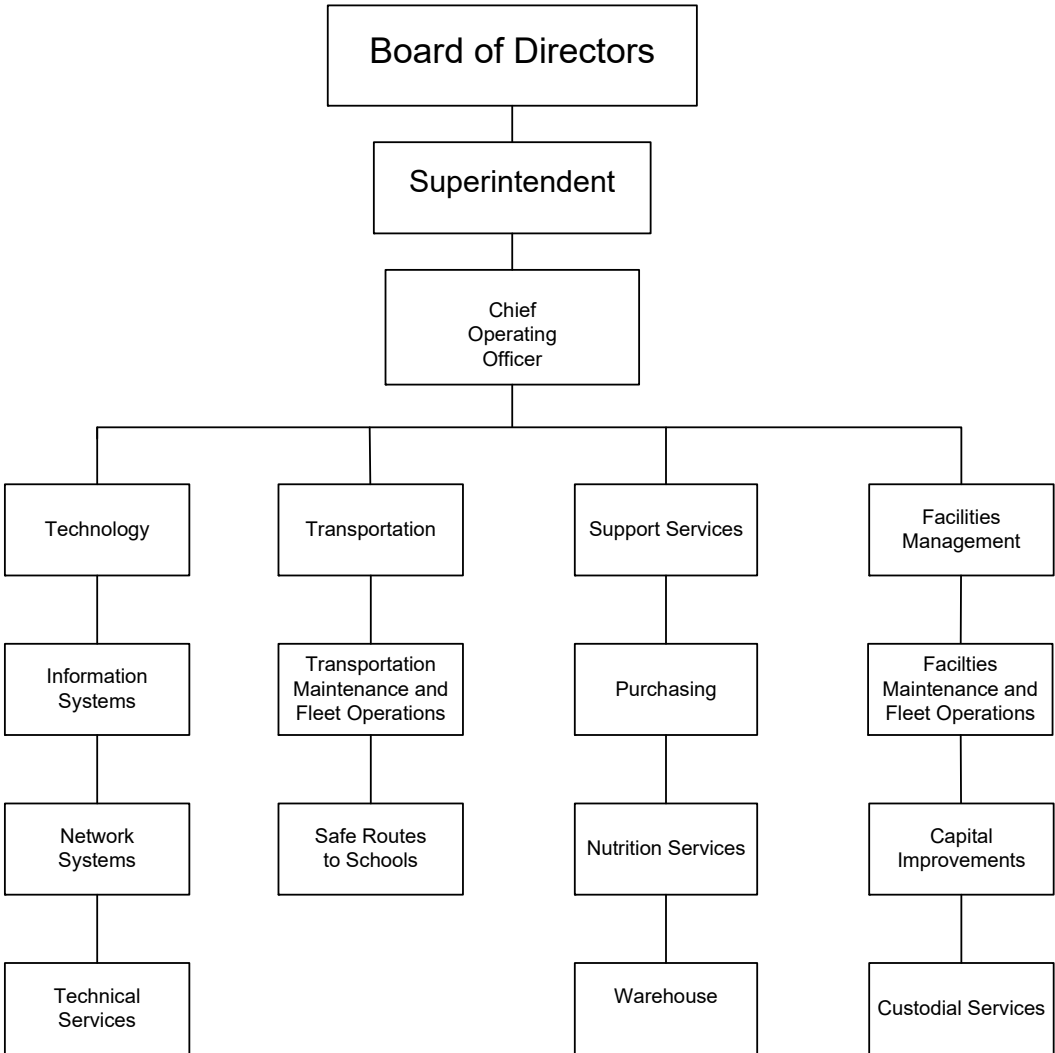 Board of Directors
Superintendent
Chief
Operating
Officer
Technology
Transportation
Support Services
Facilities
Management
Information
Systems
Transportation
Maintenance and
Fleet Operations
Purchasing
Facilties
Maintenance and
Fleet Operations
Network
Systems
Safe Routes
to Schools
Nutrition Services
Capital
Improvements
Technical
Services
Warehouse
Custodial Services